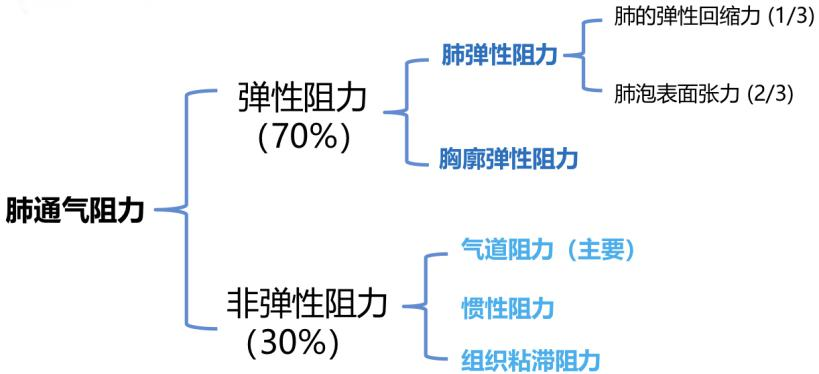 肺通气阻力
弹性阻力
(70%)
肺弹性阻力
肺的弹性回缩力 (1/3)
肺泡表面张力 (2/3)
胸廓弹性阻力
非弹性阻力
(30%)
气道阻力（主要）
惯性阻力
组织粘滞阻力